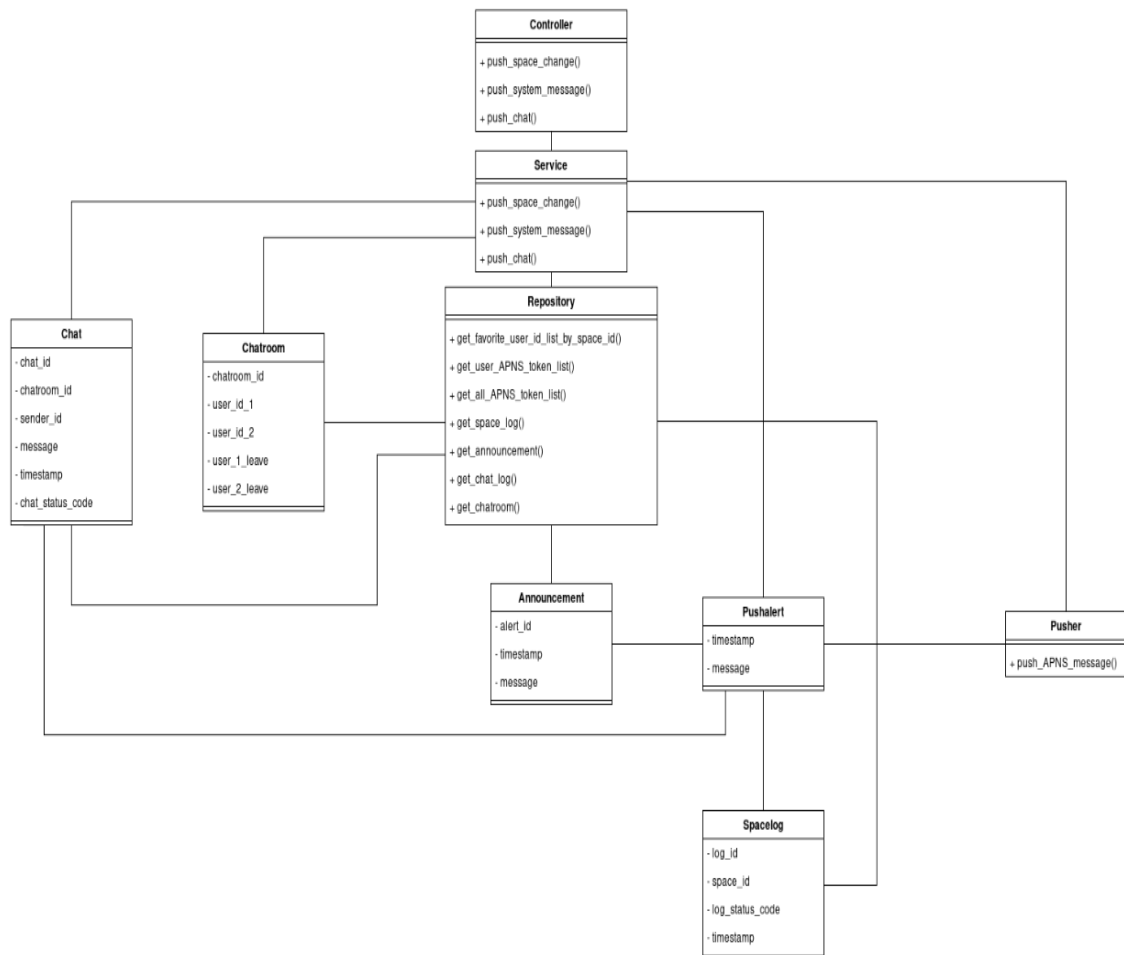 Controller
+ push_space_change()
+ push_system_message()
+ push_chat()
Service
+ push_space_change()
+ push_system_message()
+ push_chat()
Repository
+ get_favorite_user_id_list_by_space_id()
+ get_user_APNS_token_list()
+ get_all_APNS_token_list()
+ get_space_log()
+ get_announcement()
+ get_chat_log()
+ get_chatroom()
Chat
- chat_id
- chatroom_id
- sender_id
- message
- timestamp
- chat_status_code
Chatroom
- chatroom_id
- user_id_1
- user_id_2
- user_1_leave
- user_2_leave
Announcement
- alert_id
- timestamp
- message
Pushalert
- timestamp
- message
Pusher
+ push_APNS_message()
Spacelog
- log_id
- space_id
- log_status_code
- timestamp